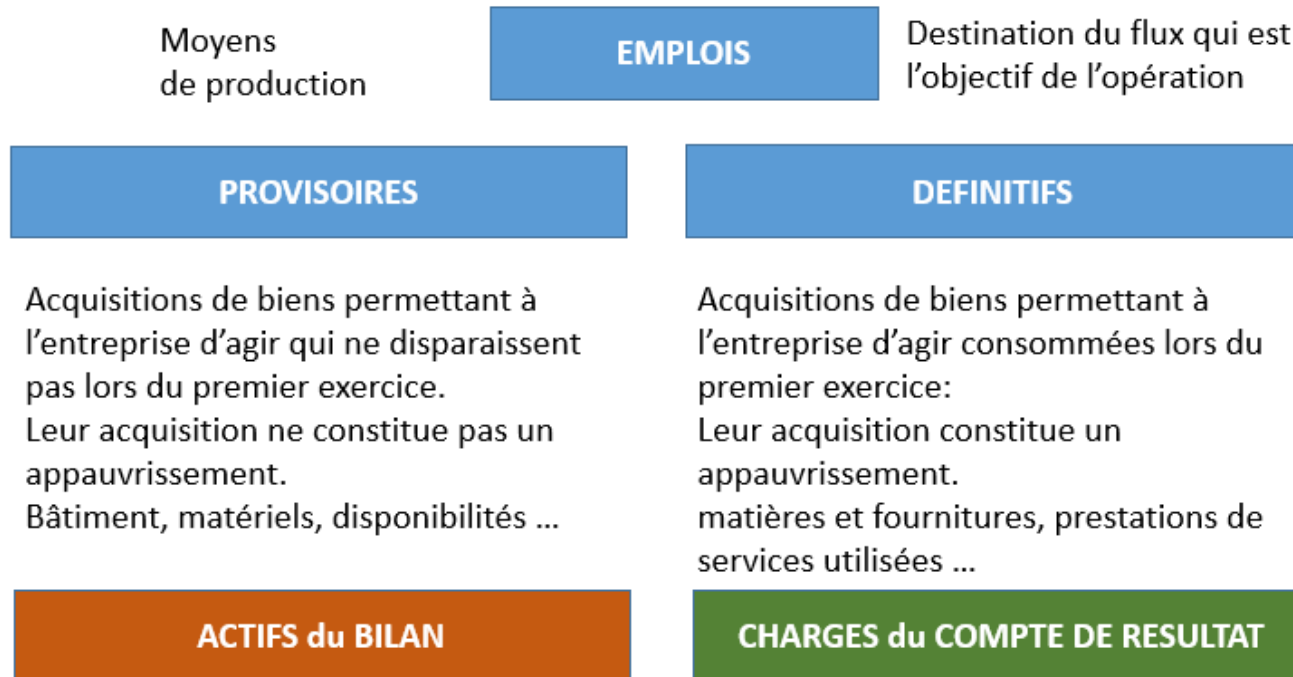 Moyens
de production
EMPLOIS
Destination du flux qui est
l’objectif de l’opération
PROVISOIRES
DEFINITIFS
Acquisitions de biens permettant à
l’entreprise d’agir qui ne disparaissent
pas lors du premier exercice.
Leur acquisition ne constitue pas un
appauvrissement.
Bâtiment, matériels, disponibilités …
Acquisitions de biens permettant à
l’entreprise d’agir consommées lors du
premier exercice:
Leur acquisition constitue un
appauvrissement.
matières et fournitures, prestations de
services utilisées …
ACTIFS du BILAN
CHARGES du COMPTE DE RESULTAT